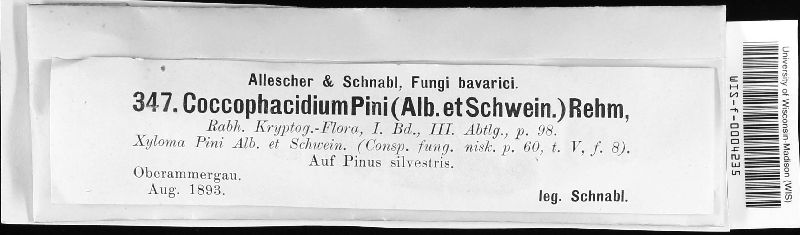 Allescher & Schnabl, Fungi bavarici.
347. Coccophacidium Pini (Alb. et Schwein.) Rehm,
Rabh. Kryptog.-Flora, I. Bd., III. Abtlg., p. 98.
Xyloma Pini Alb. et Schwein. (Consp. fung. nisk. p. 60, t. V, f. 8).
Auf Pinus silvestris.
Oberammergau.
Aug. 1893.
leg. Schnabl.
University of Wisconsin-Madison (WIS)
WIS-f-0004235